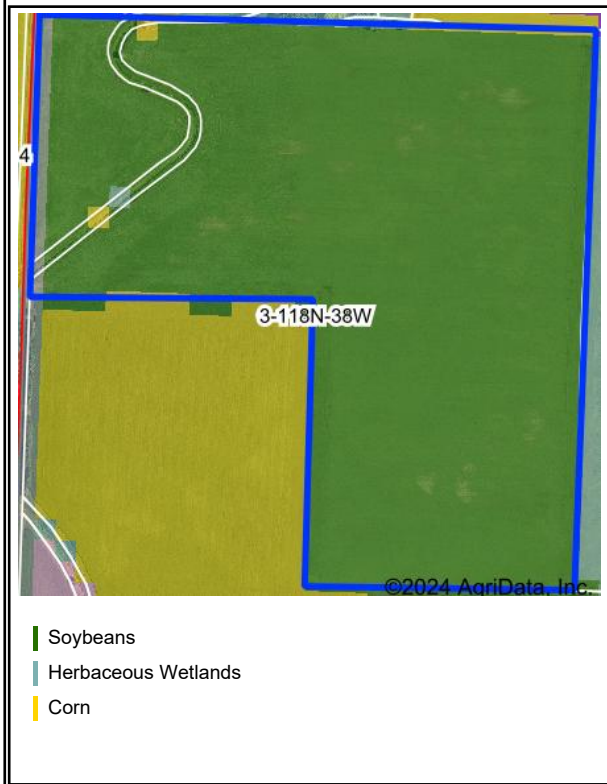 4
3-118N-38W
©2024 AgriData, Inc.
Soybeans
Herbaceous Wetlands
Corn